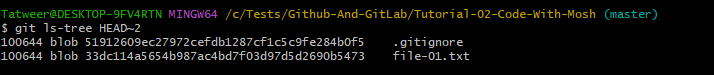 Tatweer@DESKTOP-9FV4RTN MINGW64 /c/Tests/Github-And-GitLab/Tutorial-02-Code-With-Mosh (master)
$ git ls-tree HEAD~2
100644 blob 51912609ec27972cefdb1287cf1c5c9fe284b0f5    .gitignore
100644 blob 33dc114a5654b987ac4bd7f03d97d5d2690b5473    file-01.txt